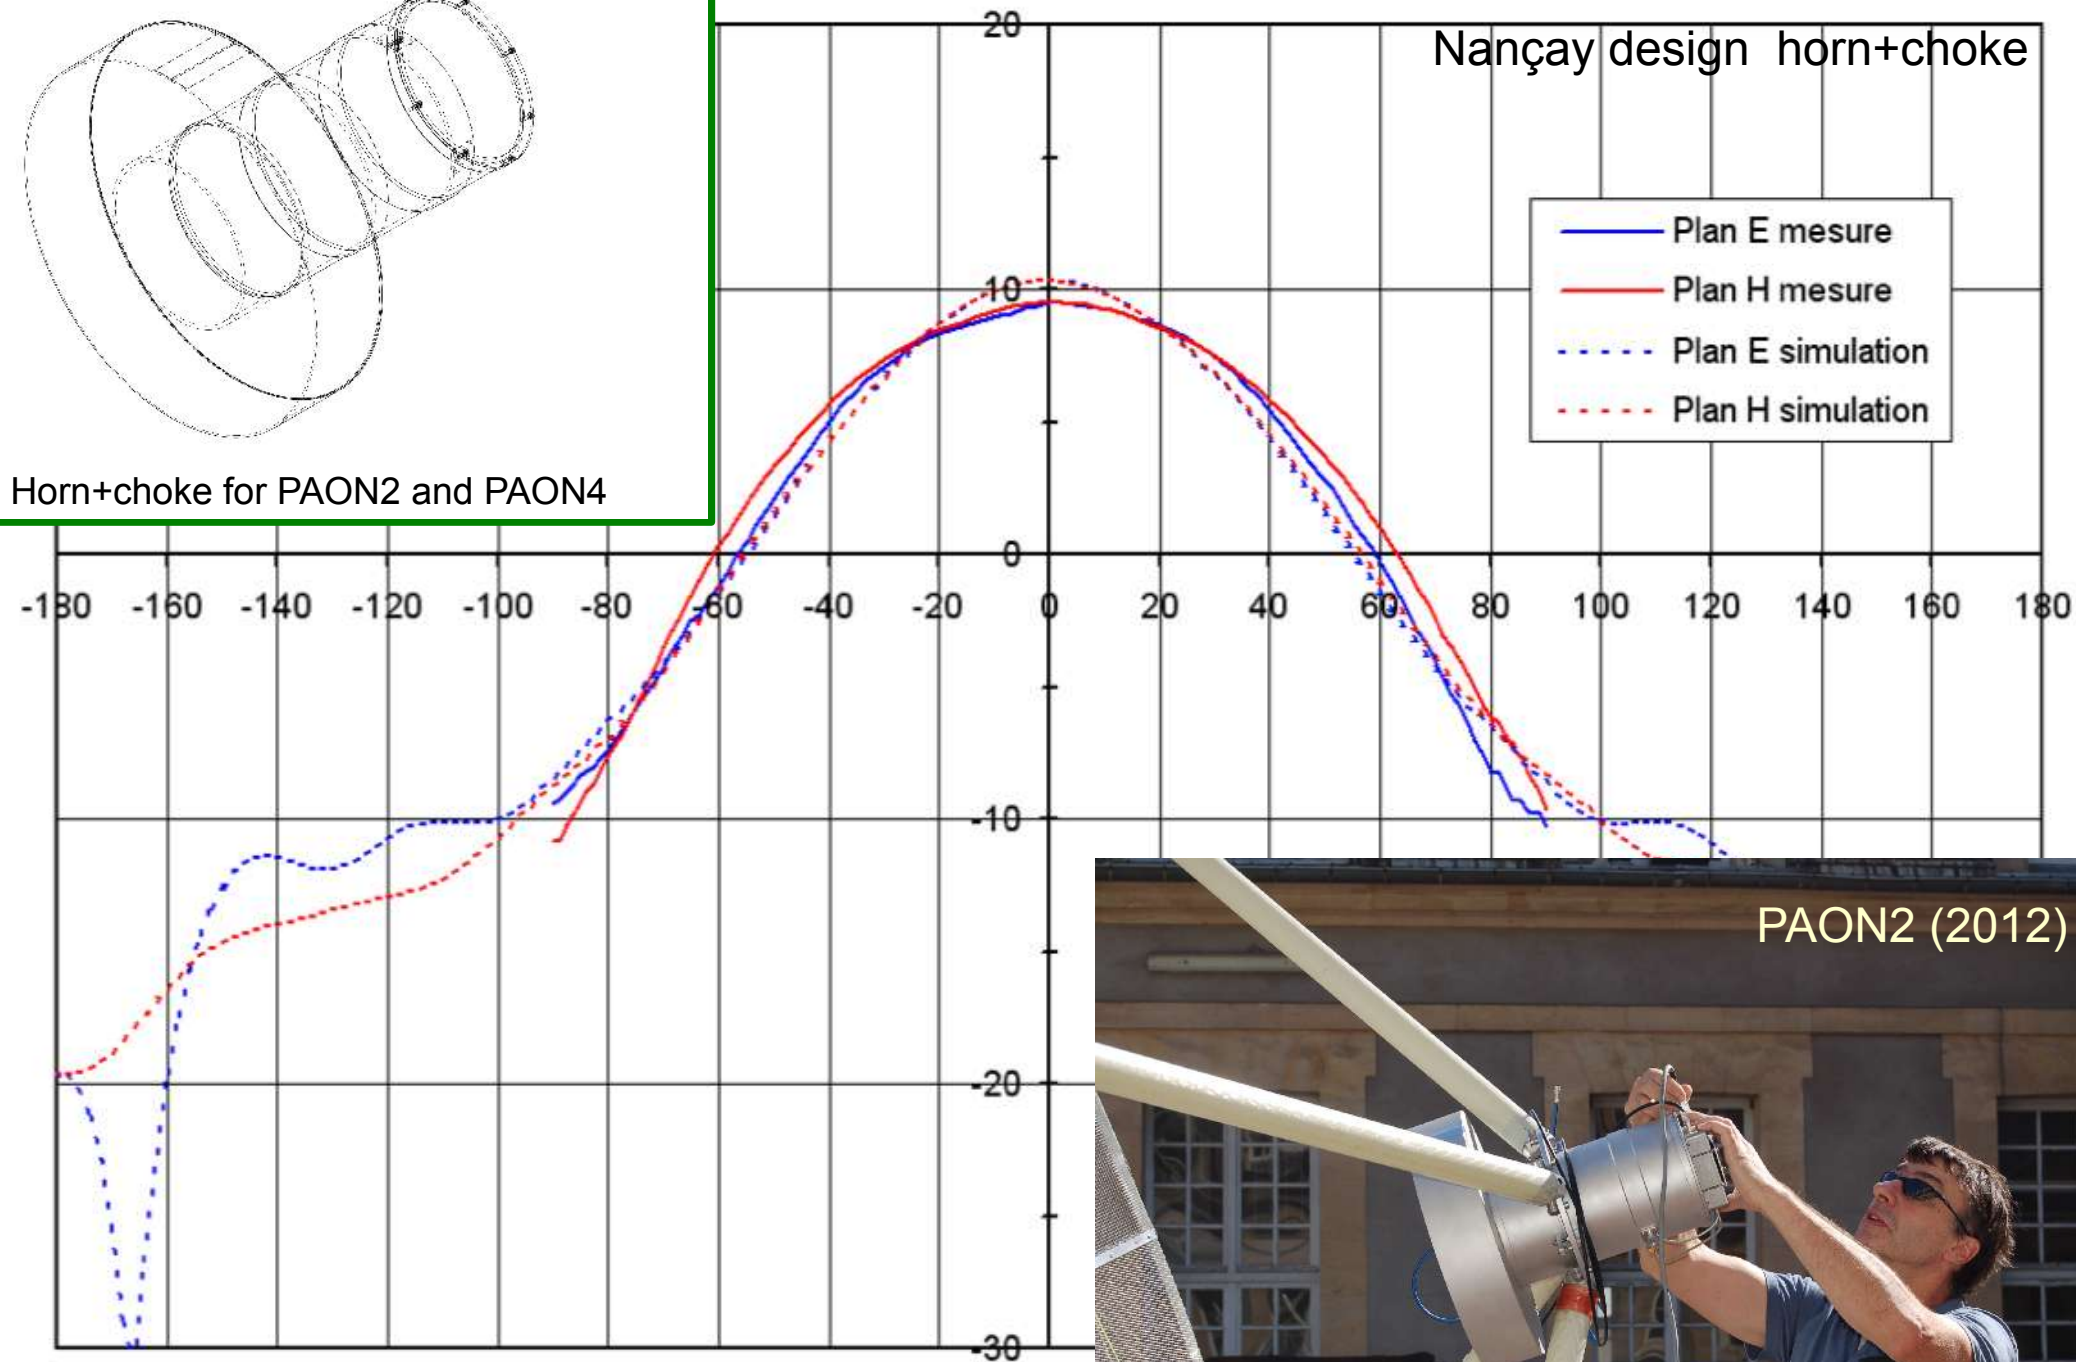 20
Nançay design horn+choke
Plan E mesure
Plan H mesure
Plan E simulation
Plan H simulation
10
Horn+choke for PAON2 and PAON4
0
-180 -160 -140 -120 -100 -80 -60 -40 -20 0 20 40 60 80 100 120 140 160 180
-10
PAON2 (2012)
-20
-30